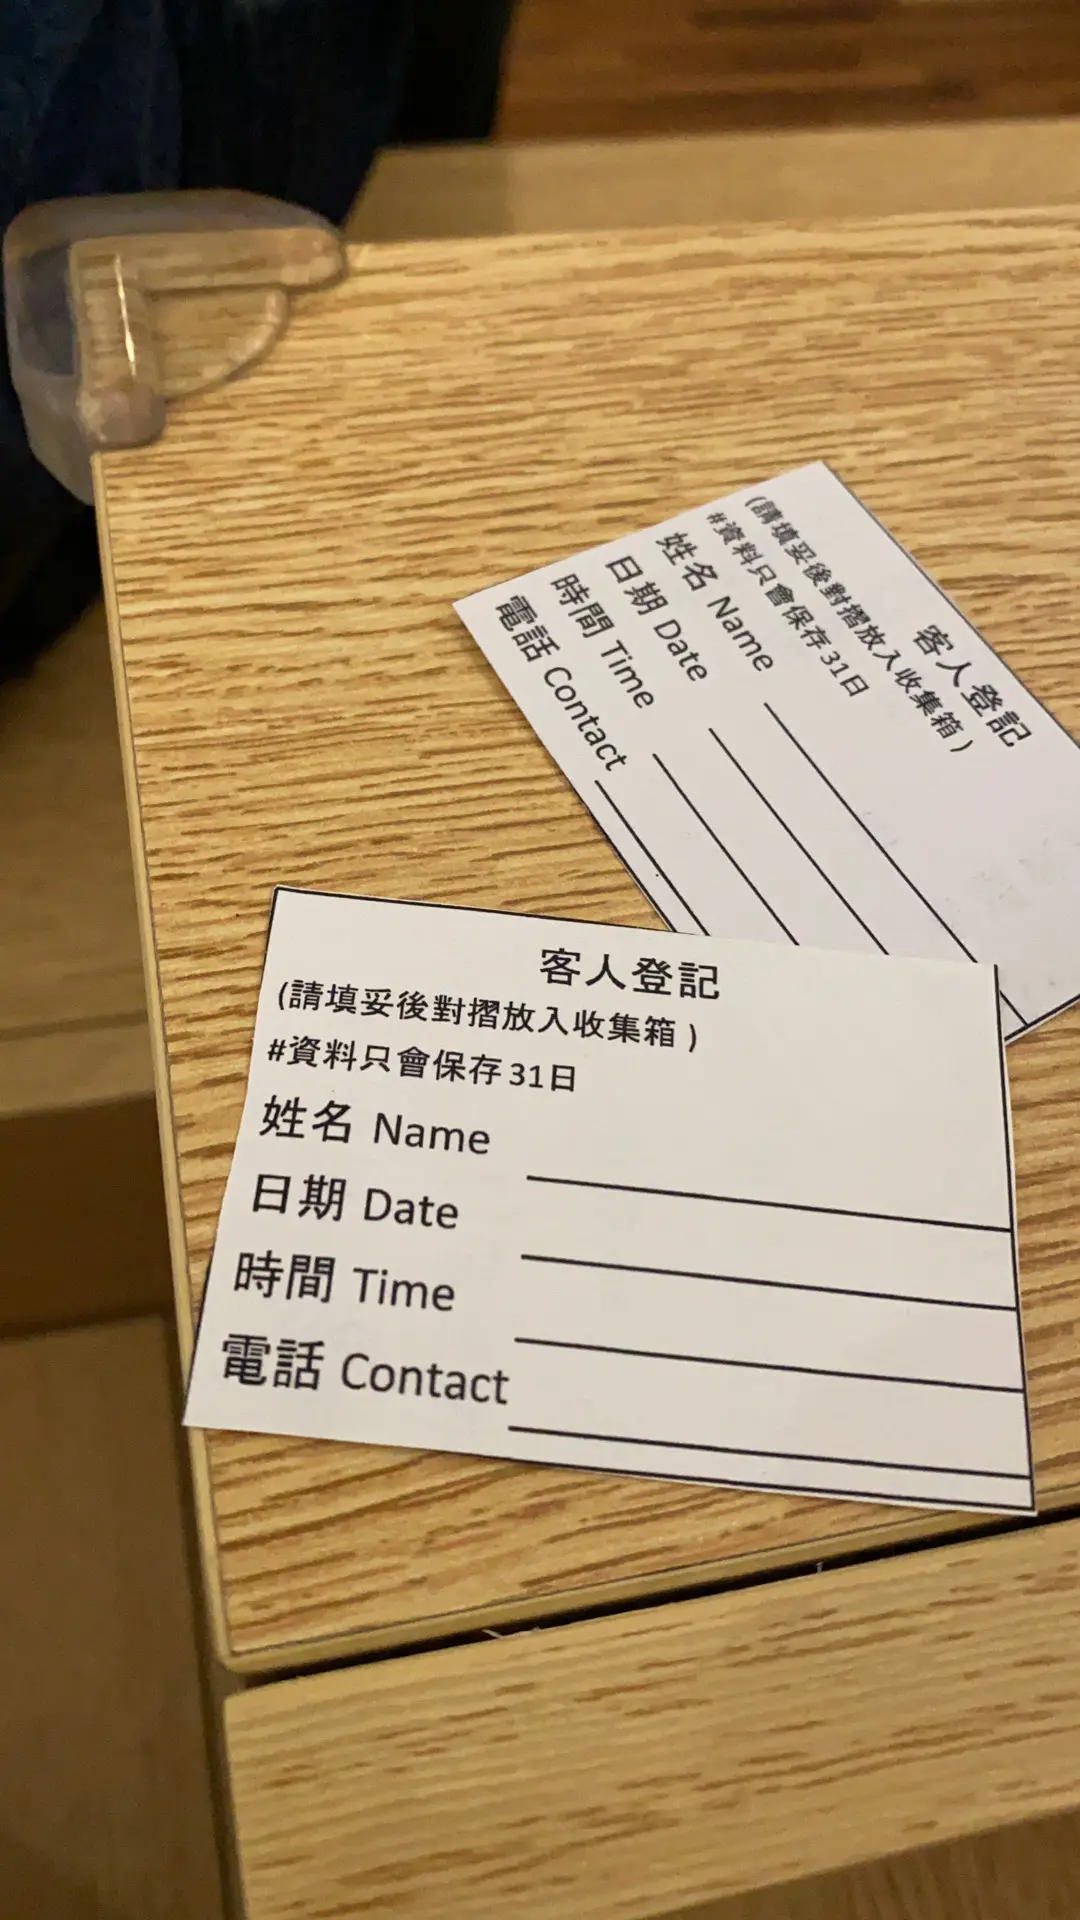 客人登記
(請填妥後對摺放入收集箱 )
#資料只會保存 31日
姓名 Name
日期 Date
時間 Time
電話 Contact
客人登記
(請填妥後對摺放入收集箱 )
#資料只會保存 31日
姓名 Name
日期 Date
時間 Time
電話 Contact